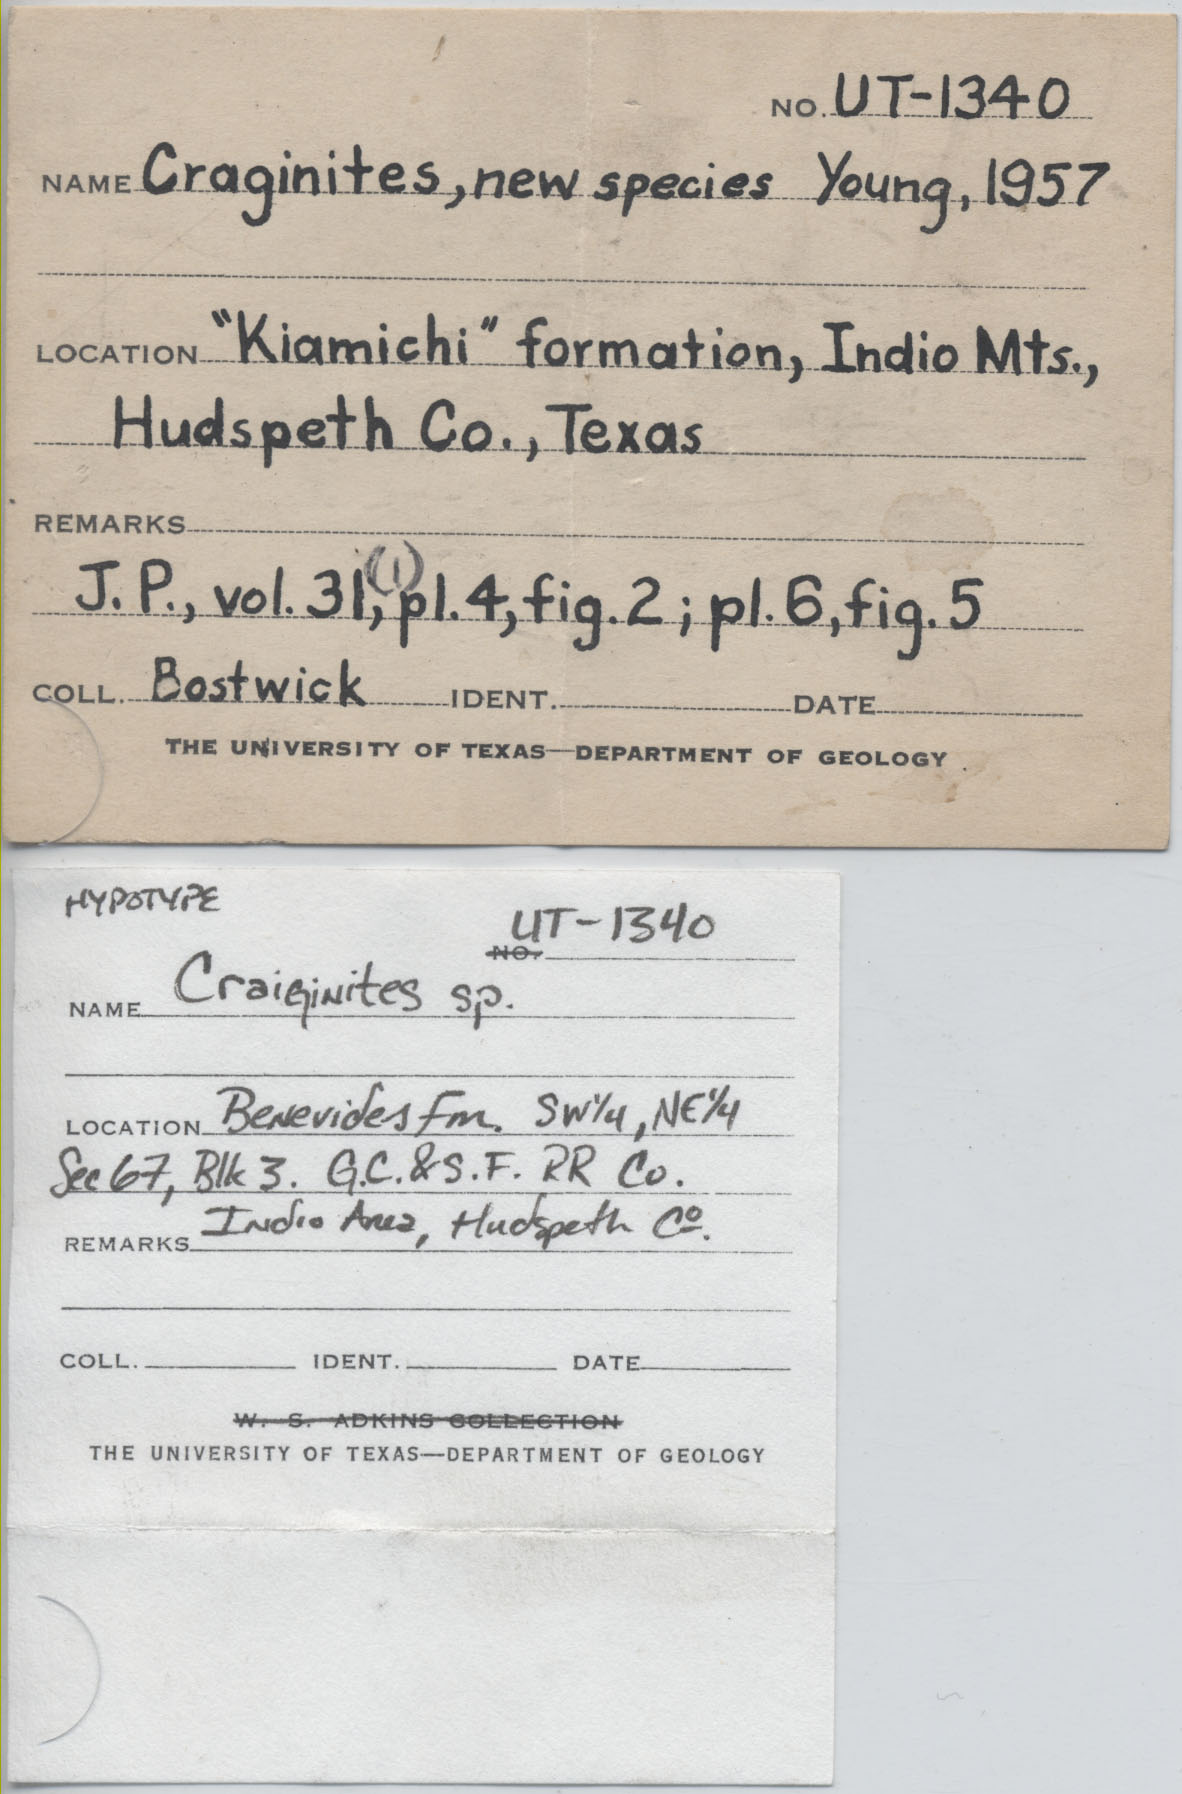 NO. UT-1340
NAME Craginites, new species Young, 1957
LOCATION "Kiamichi" formation, Indio Mts.,
Hudspeth Co., Texas
REMARKS
J. P., vol. 31, (1) pl. 4, fig. 2; pl. 6, fig. 5
COLL. Bostwick IDENT. DATE
THE UNIVERSITY OF TEXAS—DEPARTMENT OF GEOLOGY
HYPOTYPE
UT-1340
NO.
NAME Craiginites sp.
LOCATION Benevides Fm. SW¼, NE¼
Sec 67, Blk 3. G.C.&S.F. RR Co.
REMARKS Indio Area, Hudspeth Co.
COLL. IDENT. DATE
W. S. ADKINS COLLECTION
THE UNIVERSITY OF TEXAS—DEPARTMENT OF GEOLOGY